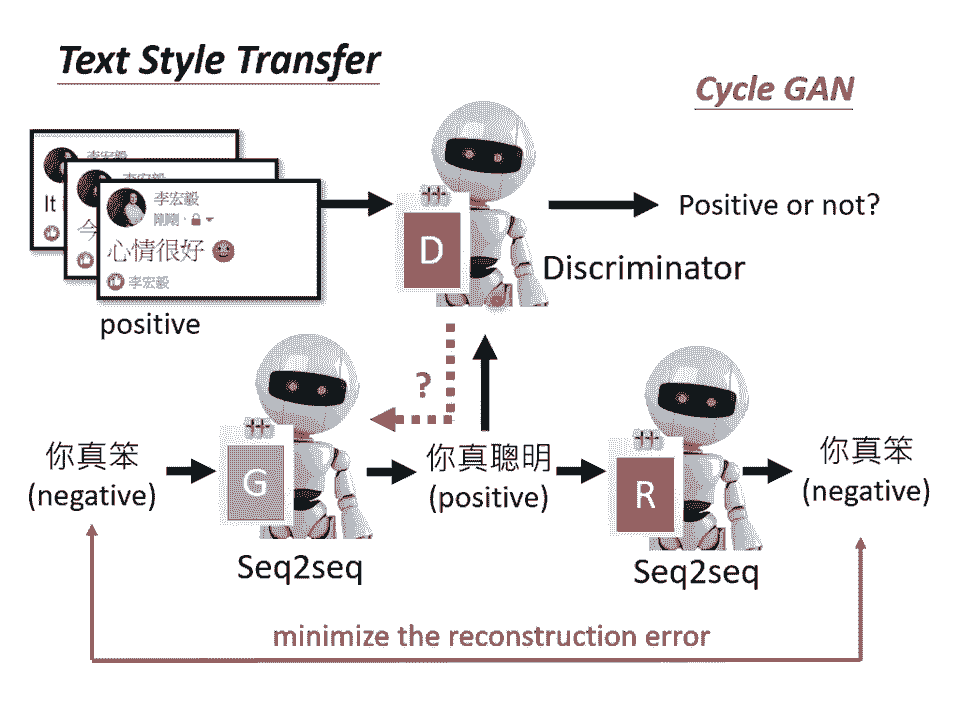 Text Style Transfer
Cycle GAN
李宏毅
It
李宏毅
今
李宏毅
剛剛
心情很好
李宏毅
positive
D
Discriminator
Positive or not?
?
你真笨
(negative)
G
Seq2seq
你真聰明
(positive)
R
Seq2seq
你真笨
(negative)
minimize the reconstruction error